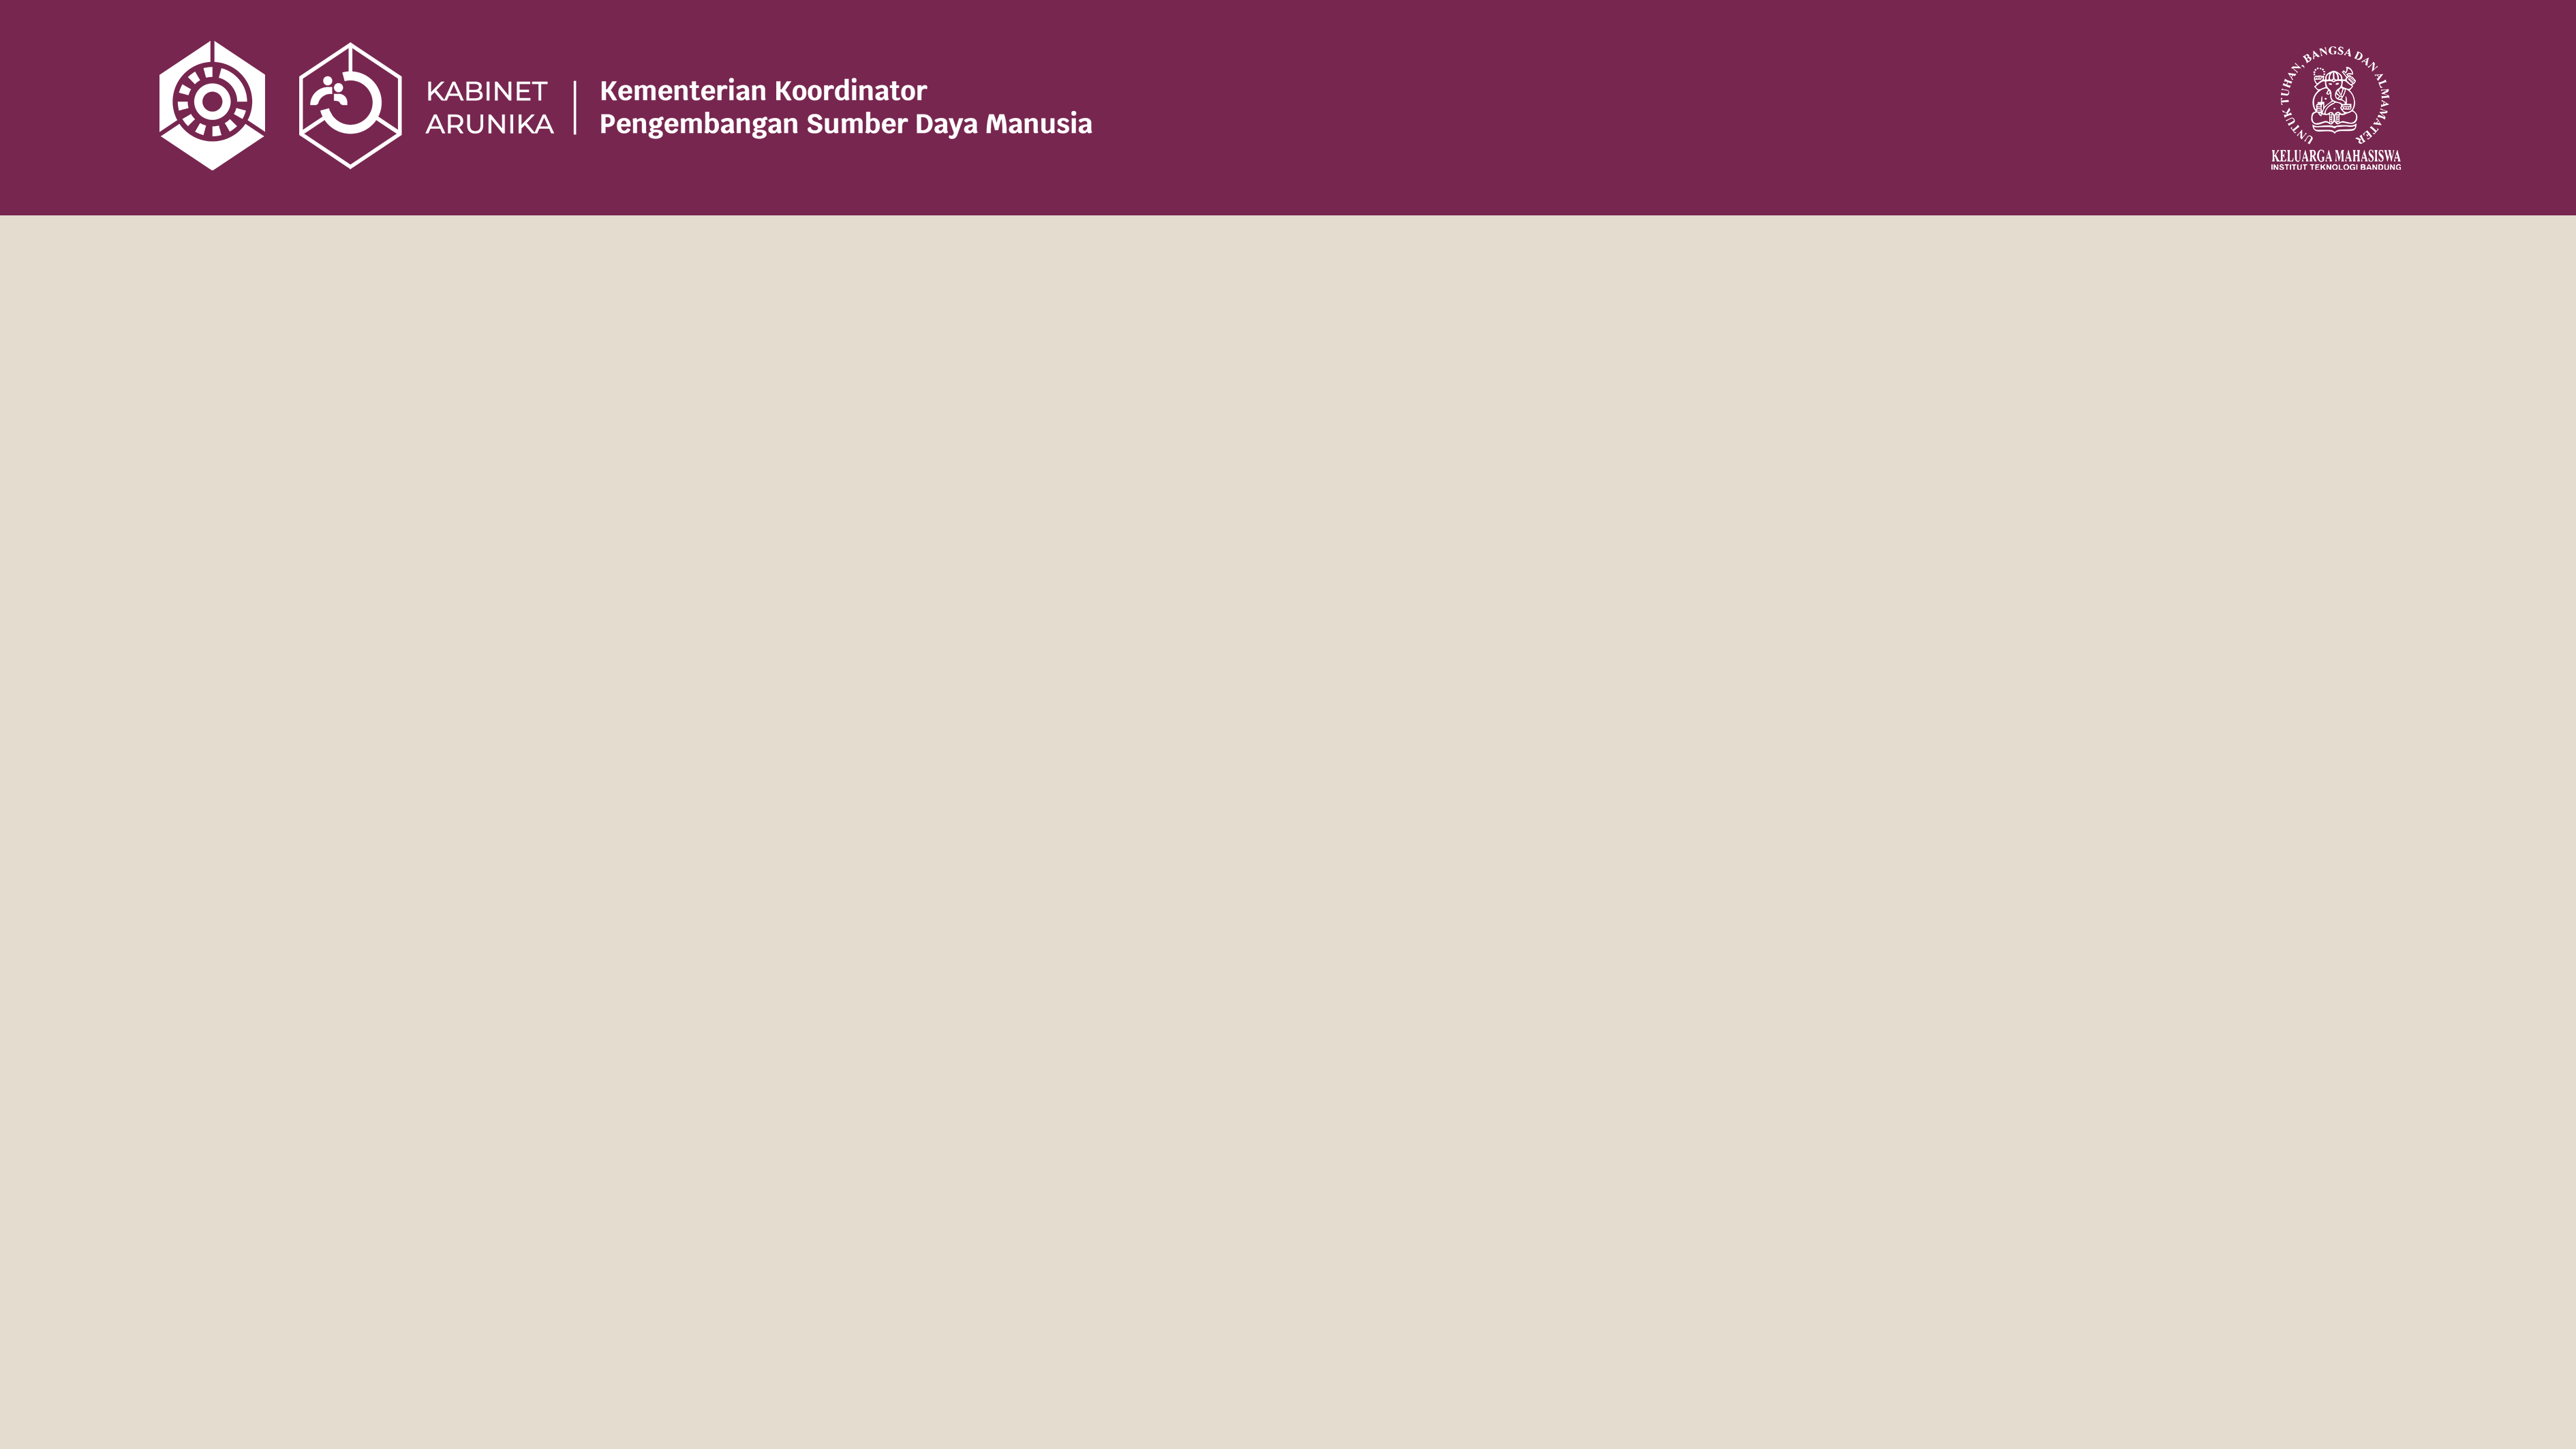 KABINET
ARUNIKA
Kementerian Koordinator
Pengembangan Sumber Daya Manusia
UNTUK TUHAN, BANGSA DAN ALMAMATER
KELUARGA MAHASISWA
INSTITUT TEKNOLOGI BANDUNG